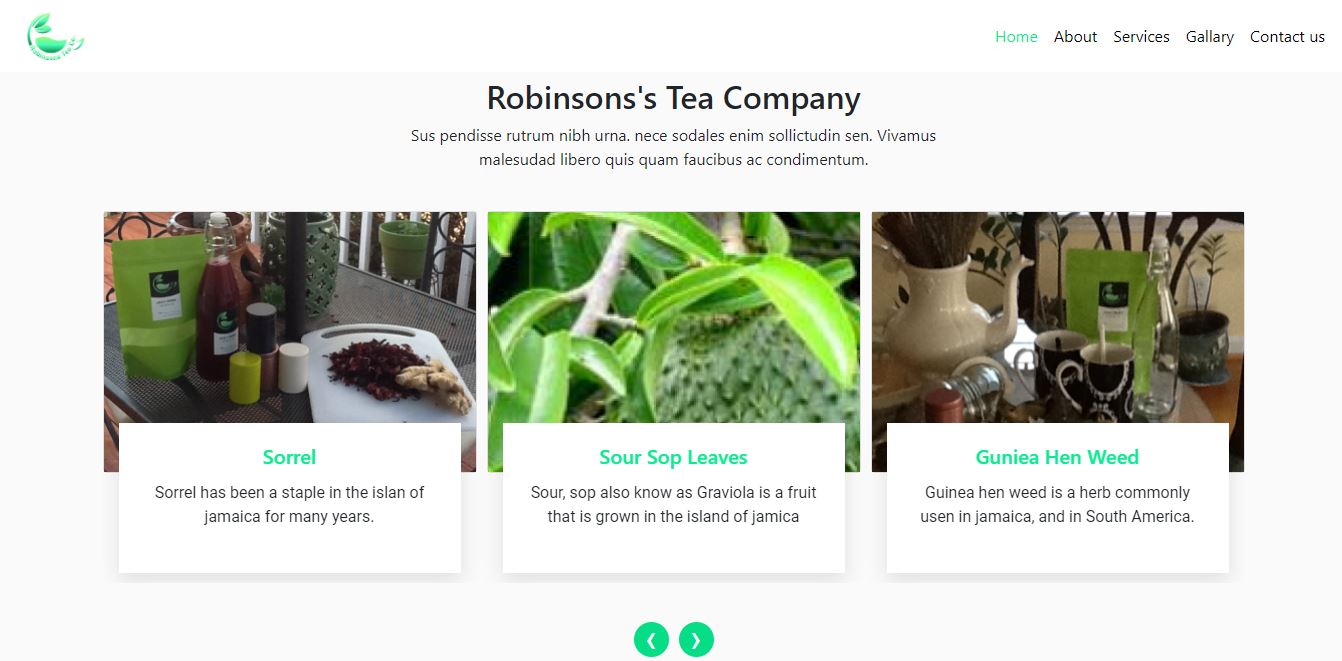 Home About Services Gallary Contact us
Robinsons's Tea Company
Sus pendisse rutrum nibh urna. nece sodales enim sollictudin sen. Vivamus
malesudad libero quis quam faucibus ac condimentum.
Sorrel
Sorrel has been a staple in the islan of
jamaica for many years.
Sour Sop Leaves
Sour, sop also know as Graviola is a fruit
that is grown in the island of jamica
Guniea Hen Weed
Guinea hen weed is a herb commonly
usen in jamaica, and in South America.